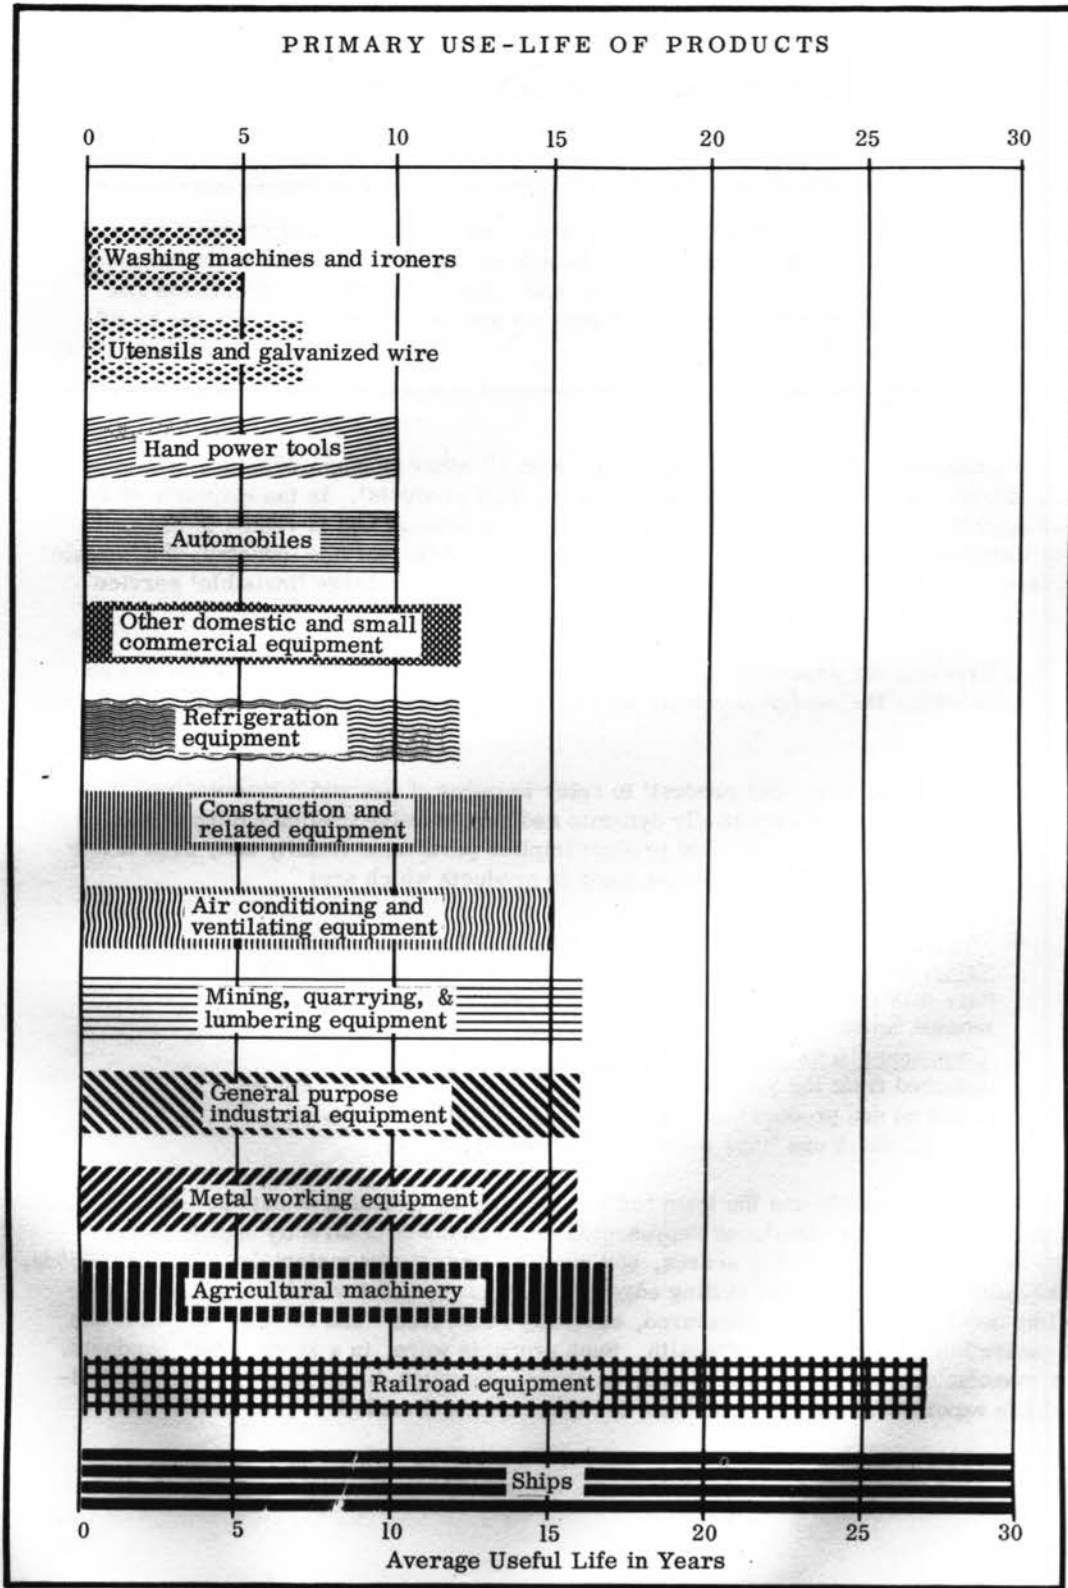 PRIMARY USE-LIFE OF PRODUCTS
0 5 10 15 20 25 30
Washing machines and ironers
Utensils and galvanized wire
Hand power tools
Automobiles
Other domestic and small
commercial equipment
Refrigeration
equipment
Construction and
related equipment
Air conditioning and
ventilating equipment
Mining, quarrying, &
lumbering equipment
General purpose
industrial equipment
Metal working equipment
Agricultural machinery
Railroad equipment
Ships
0 5 10 15 20 25 30
Average Useful Life in Years